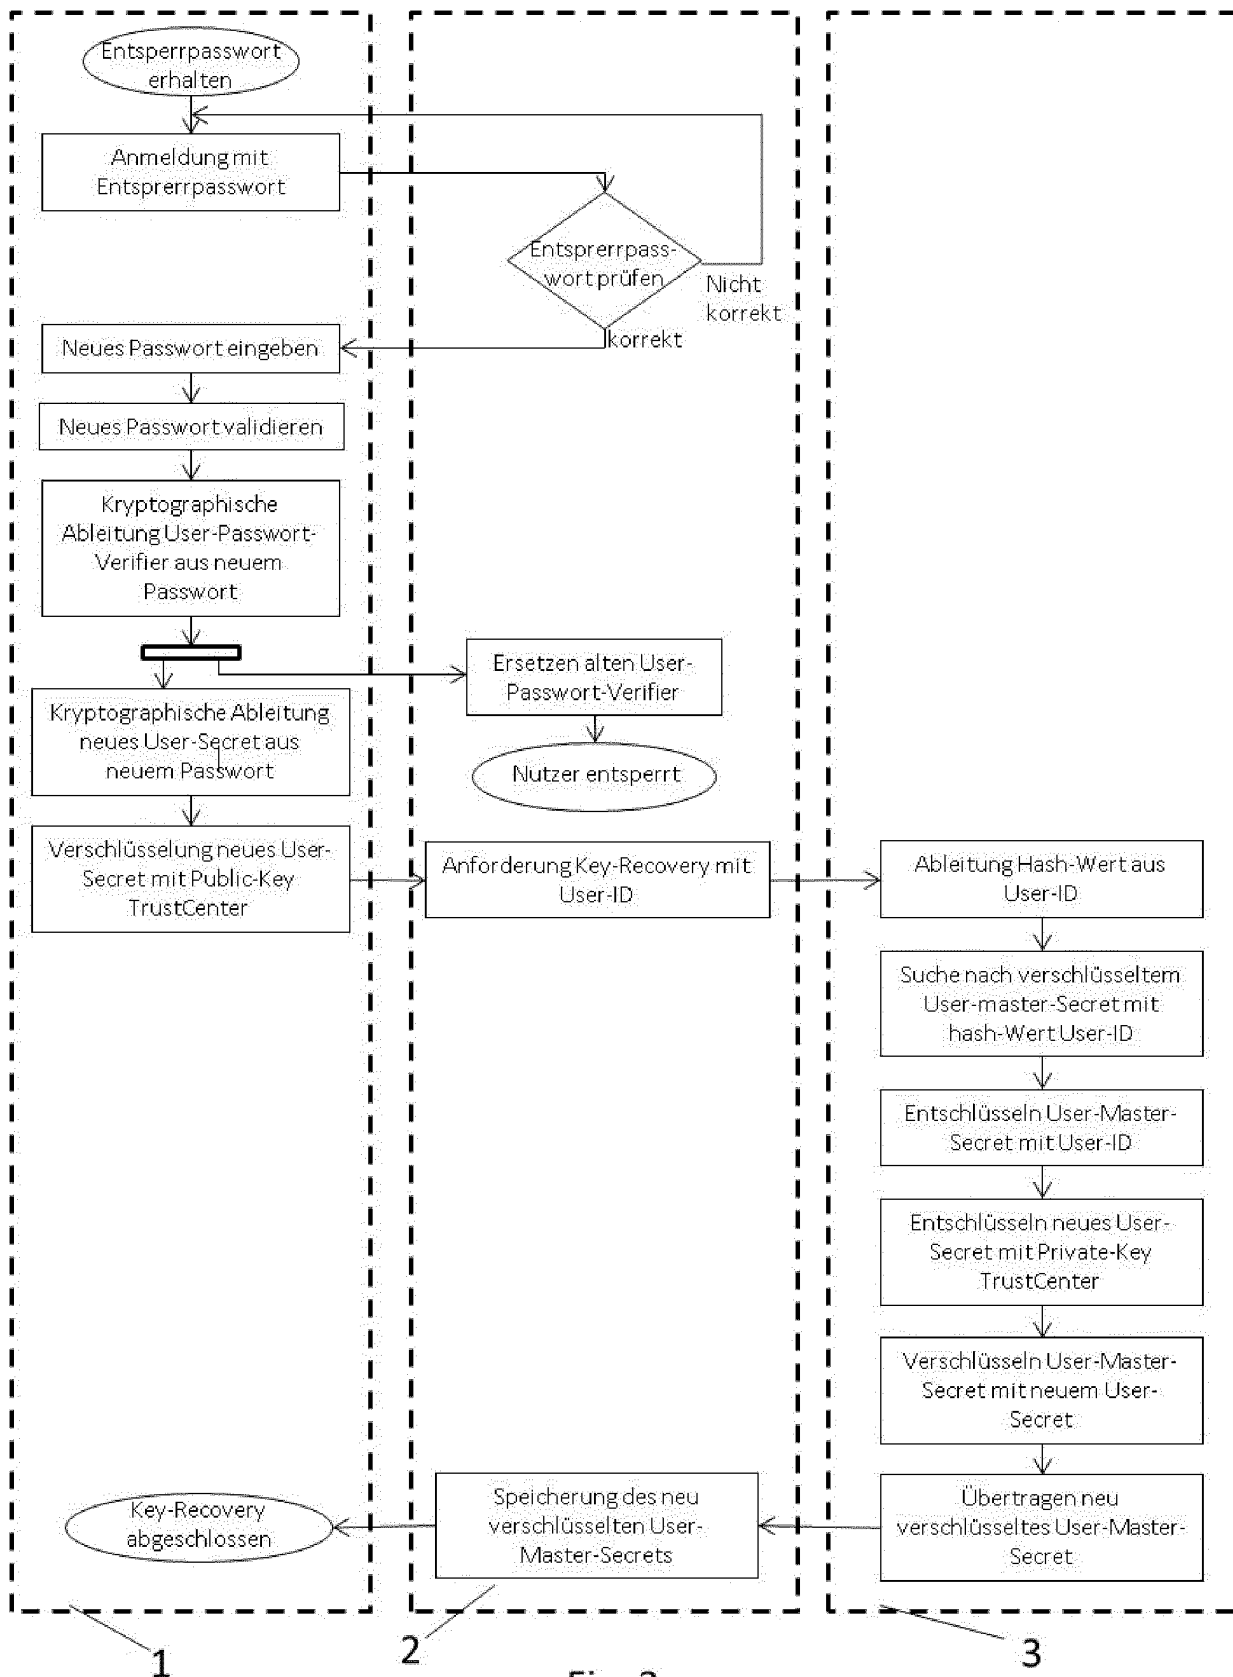 Entsperrpasswort
erhalten
Anmeldung mit
Entsprerrpasswort
Entsprerrpass-
wort prüfen
Nicht
korrekt
korrekt
Neues Passwort eingeben
Neues Passwort validieren
Kryptographische
Ableitung User-Passwort-
Verifier aus neuem
Passwort
Ersetzen alten User-
Passwort-Verifier
Kryptographische Ableitung
neues User-Secret aus
neuem Passwort
Nutzer entsperrt
Verschlüsselung neues User-
Secret mit Public-Key
TrustCenter
Anforderung Key-Recovery mit
User-ID
Ableitung Hash-Wert aus
User-ID
Suche nach verschlüsseltem
User-master-Secret mit
hash-Wert User-ID
Entschlüsseln User-Master-
Secret mit User-ID
Entschlüsseln neues User-
Secret mit Private-Key
TrustCenter
Verschlüsseln User-Master-
Secret mit neuem User-
Secret
Übertragen neu
verschlüsseltes User-Master-
Secret
Speicherung des neu
verschlüsselten User-
Master-Secrets
Key-Recovery
abgeschlossen
1
2
3